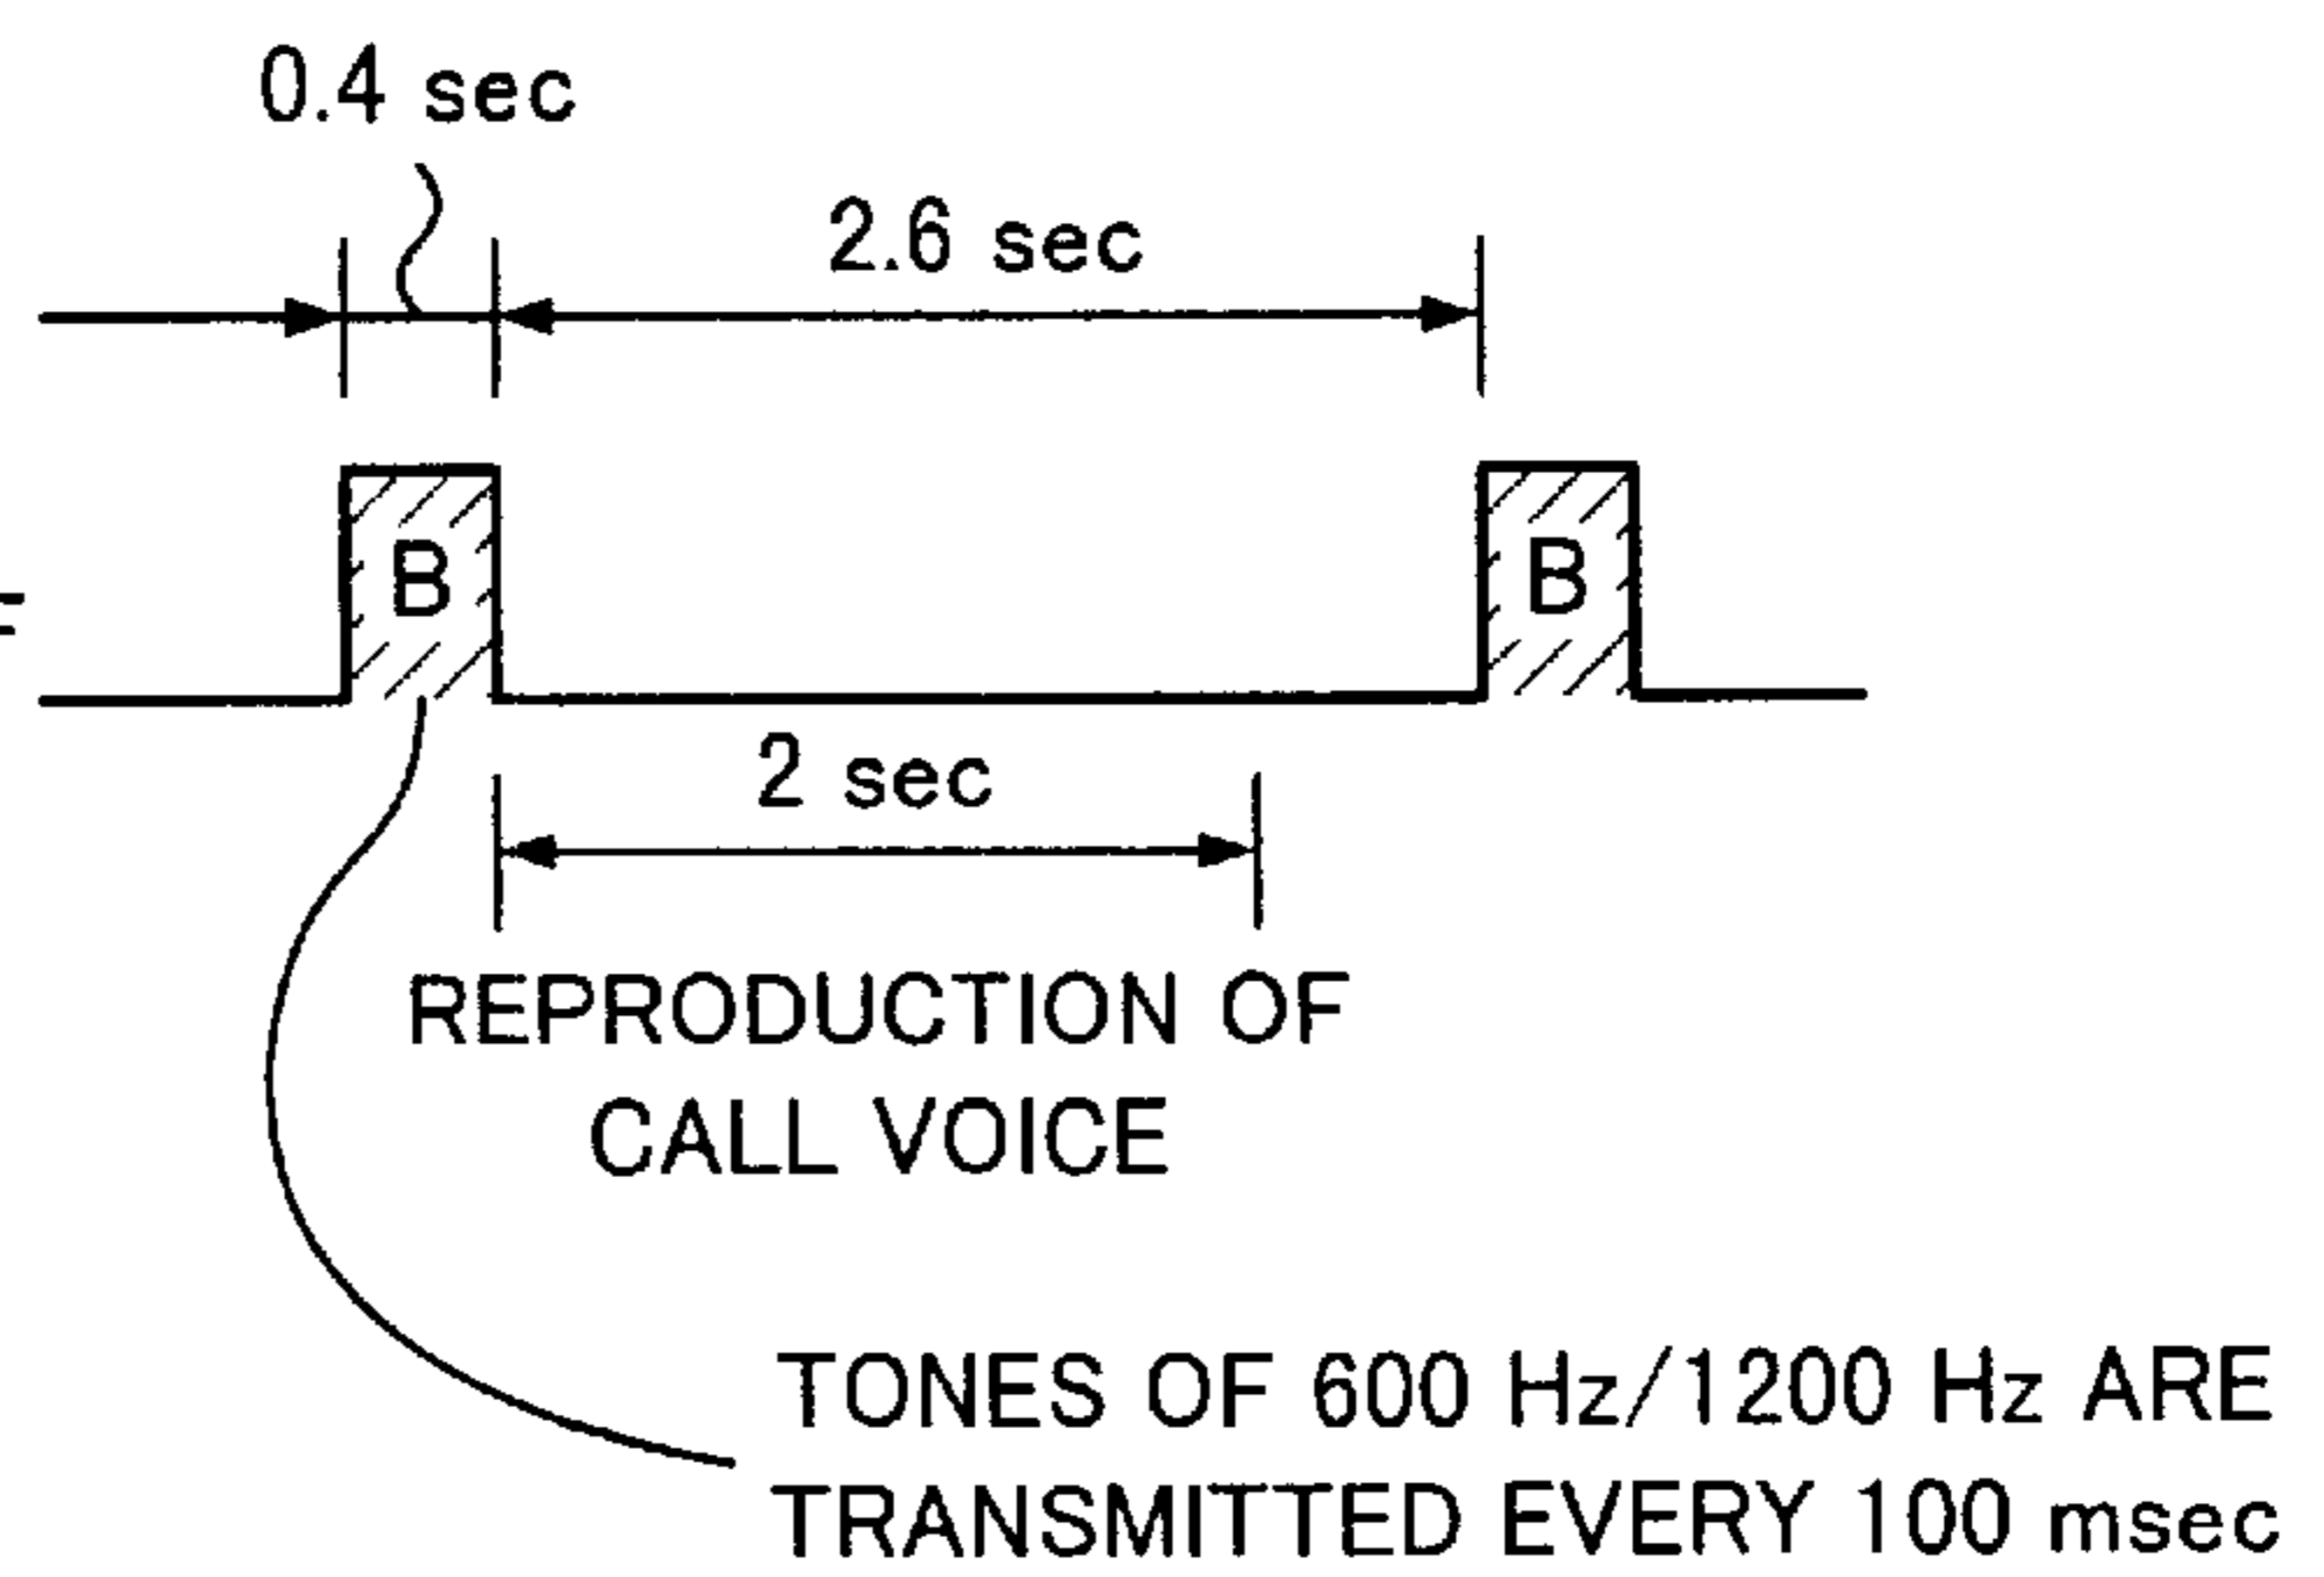 0.4 sec
2.6 sec
B B
2 sec
REPRODUCTION OF
CALL VOICE
TONES OF 600 Hz/1200 Hz ARE
TRANSMITTED EVERY 100 msec